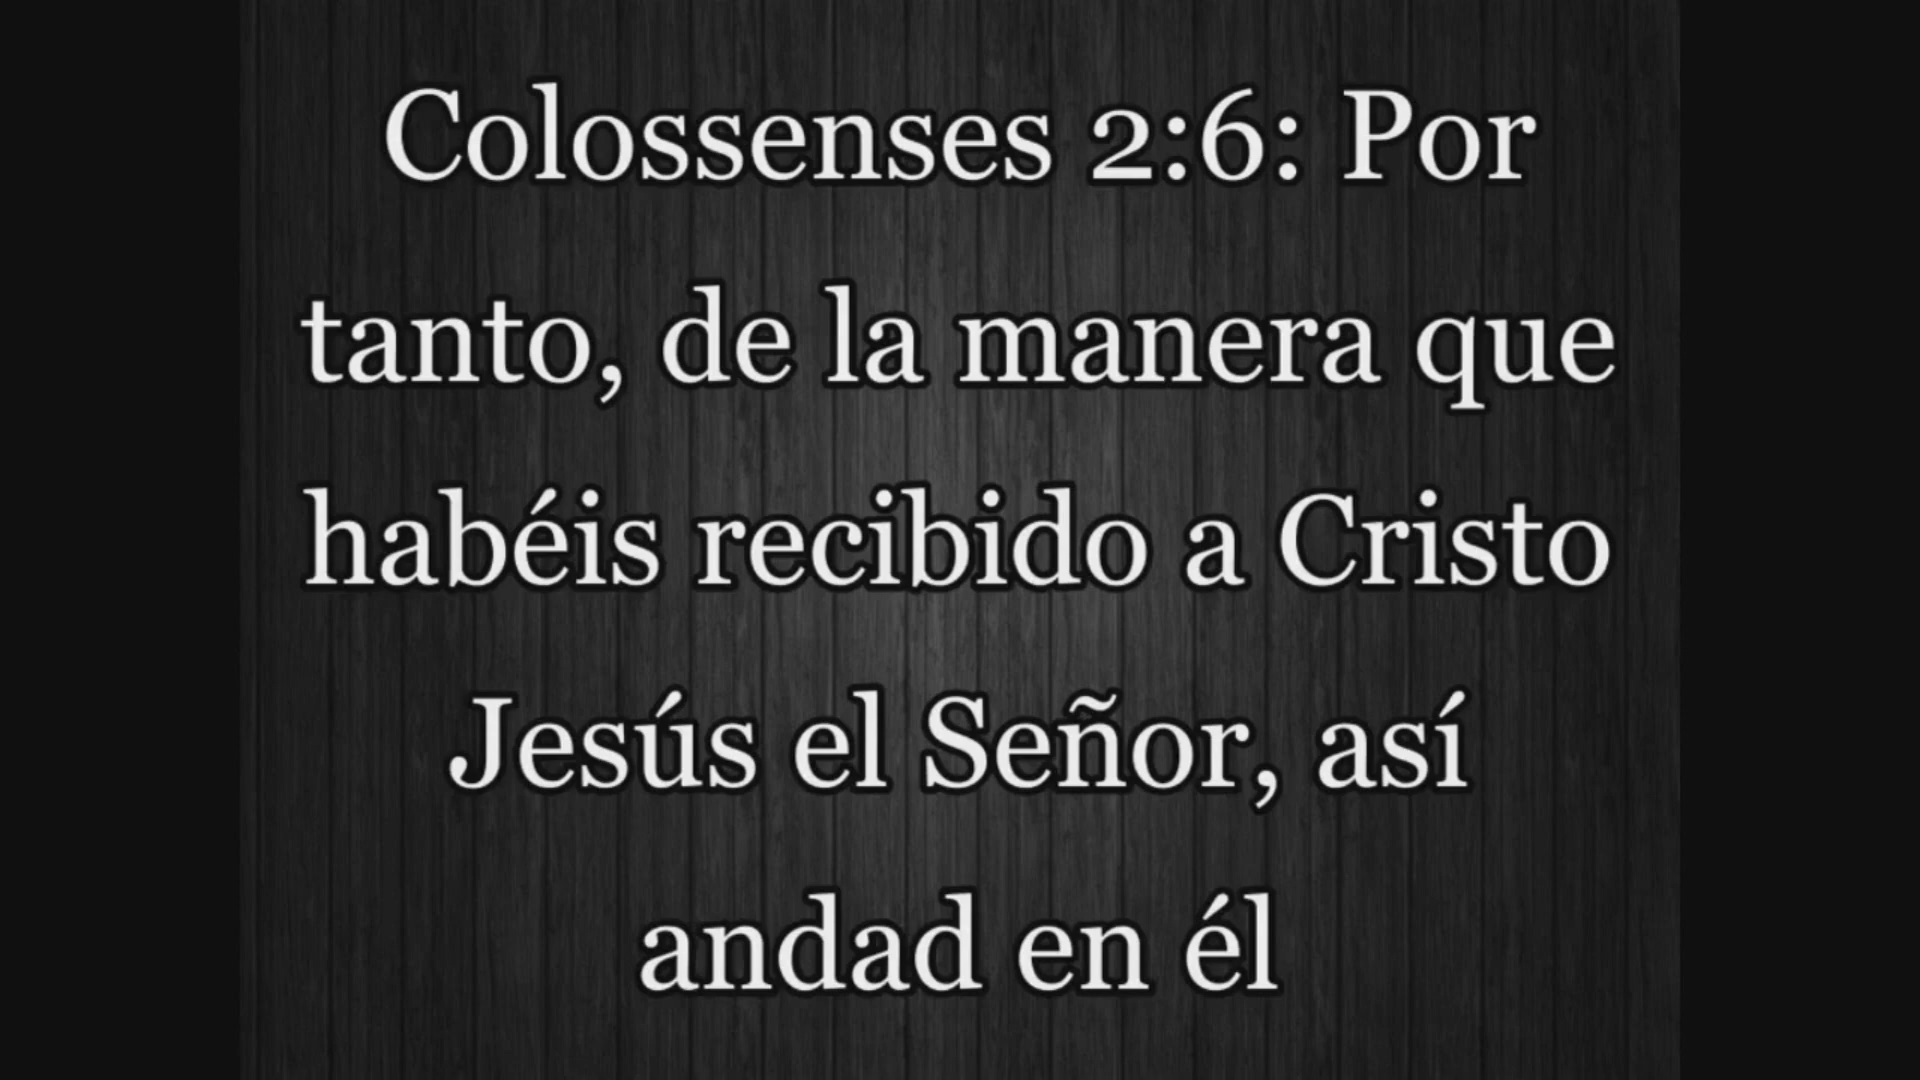 Colossenses 2:6: Por
tanto, de la manera que
habéis recibido a Cristo
Jesús el Señor, así
andad en él